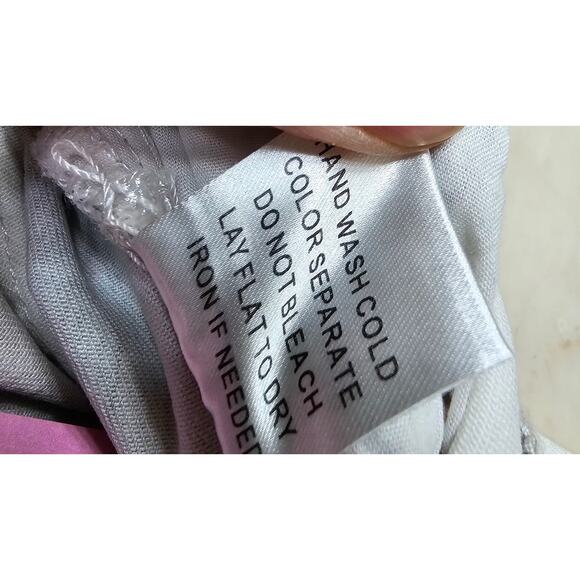 HAND WASH COLD
COLOR SEPARATE
DO NOT BLEACH
LAY FLAT TO DRY
IRON IF NEEDED